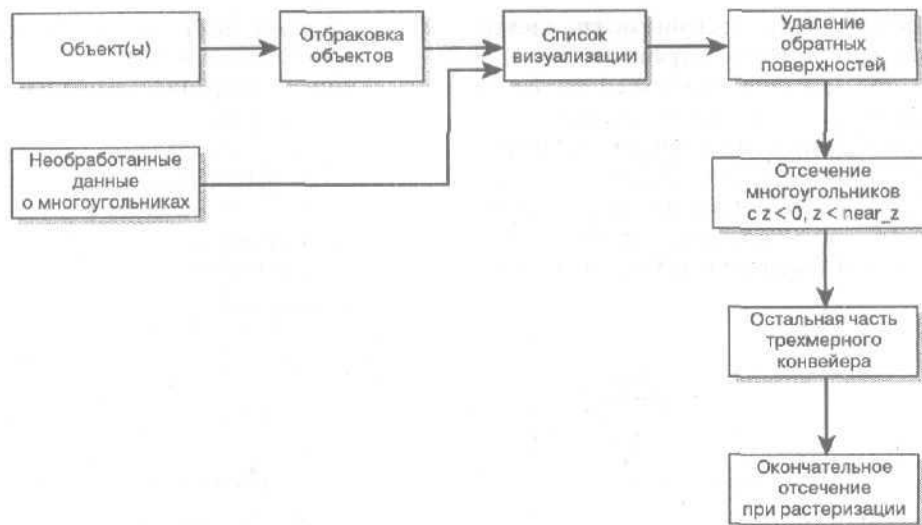 Объект(ы)
Отбраковка
объектов
Список
визуализации
Удаление
обратных
поверхностей
Необработанные
данные
о многоугольниках
Отсечение
многоугольников
с z < 0, z < near_z
Остальная часть
трехмерного
конвейера
Окончательное
отсечение
при растеризации